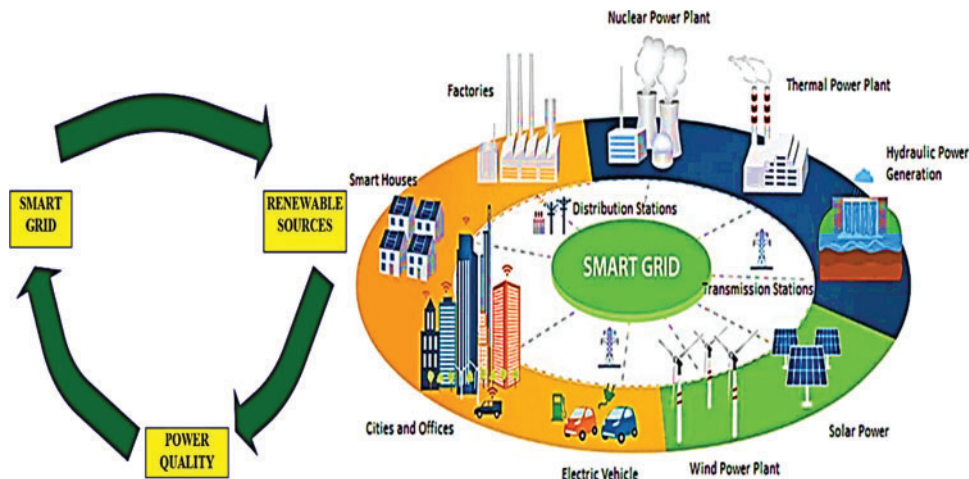 SMART
GRID
RENEWABLE
SOURCES
POWER
QUALITY
Nuclear Power Plant
Factories
Thermal Power Plant
Hydraulic Power
Generation
Smart Houses
Distribution Stations
SMART GRID
Transmission Stations
Cities and Offices
Electric Vehicle
Wind Power Plant
Solar Power